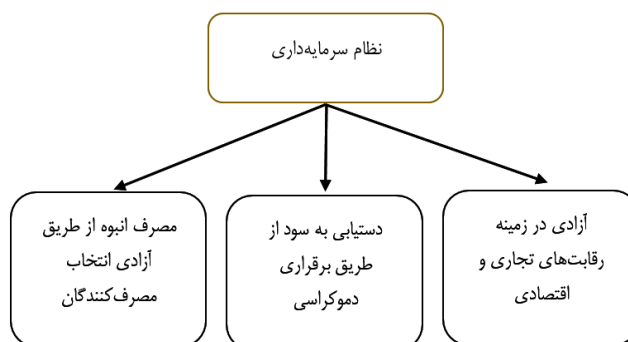 نظام سرمایه‌داری
آزادی در زمینه
رقابت‌های تجاری و
اقتصادی
دستیابی به سود از
طریق برقراری
دموکراسی
مصرف انبوه از طریق
آزادی انتخاب
مصرف‌کنندگان